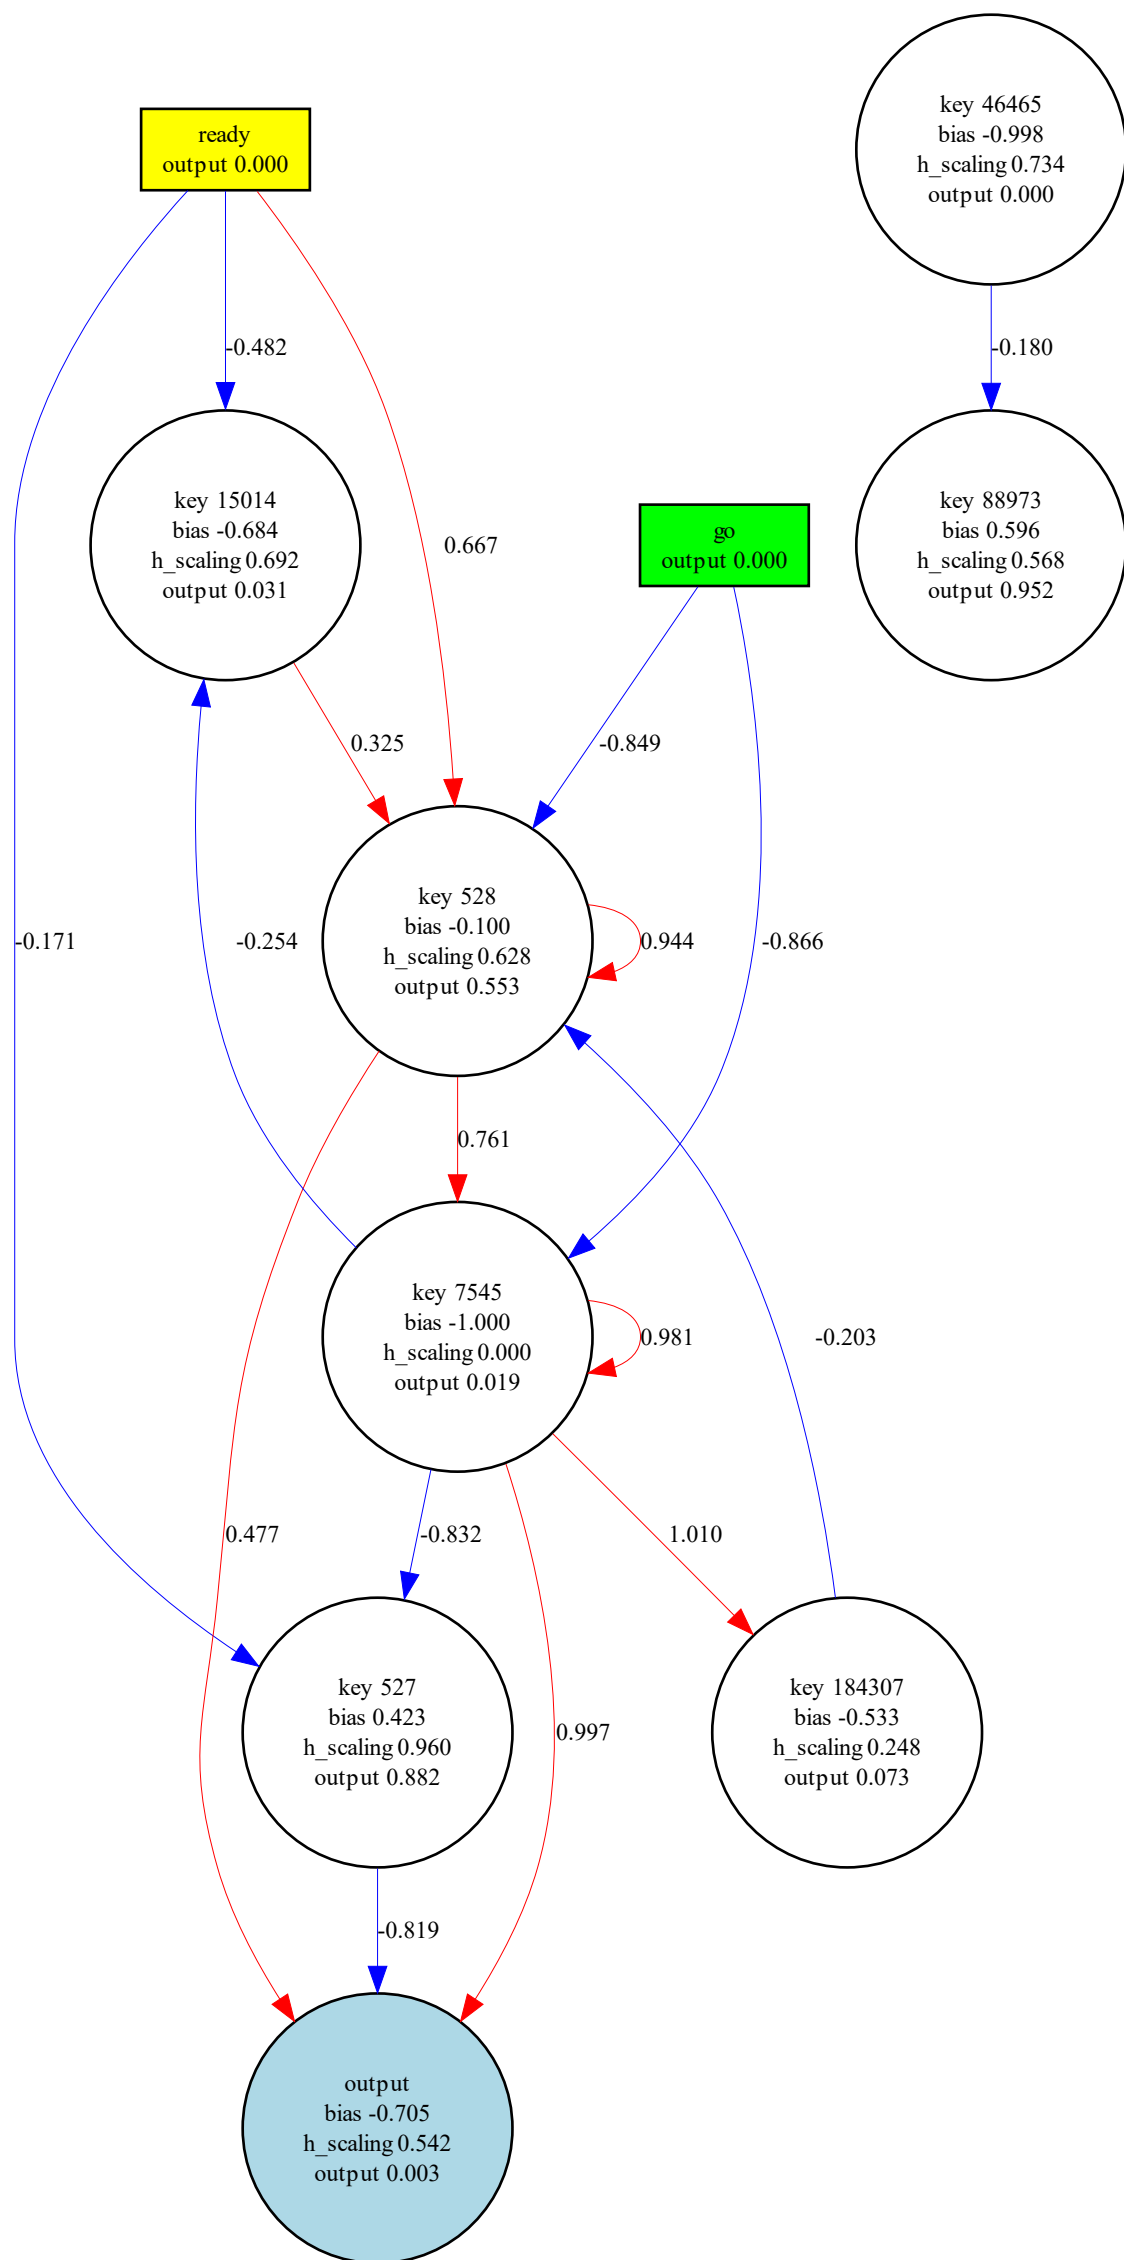 key 46465
bias -0.998
h_scaling 0.734
output 0.000
ready
output 0.000
-0.482
-0.180
key 15014
bias -0.684
h_scaling 0.692
output 0.031
0.667
go
output 0.000
key 88973
bias 0.596
h_scaling 0.568
output 0.952
0.325
-0.849
key 528
bias -0.100
h_scaling 0.628
output 0.553
-0.171
-0.254
0.944
-0.866
0.761
key 7545
bias -1.000
h_scaling 0.000
output 0.019
0.981
-0.203
0.477
-0.832
1.010
key 527
bias 0.423
h_scaling 0.960
output 0.882
0.997
key 184307
bias -0.533
h_scaling 0.248
output 0.073
-0.819
output
bias -0.705
h_scaling 0.542
output 0.003